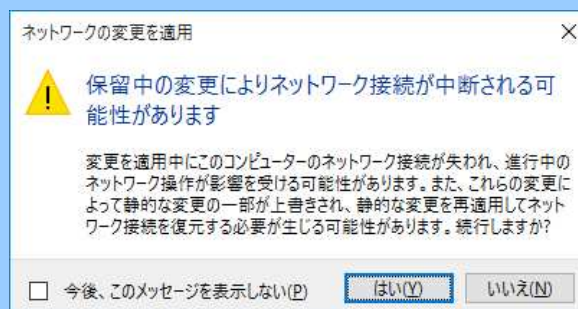 ネットワークの変更を適用
保留中の変更によりネットワーク接続が中断される可
能性があります
変更を適用中にこのコンピューターのネットワーク接続が失われ、進行中の
ネットワーク操作が影響を受ける可能性があります。また、これらの変更に
よって静的な変更の一部が上書きされ、静的な変更を再適用してネット
ワーク接続を復元する必要が生じる可能性があります。続行しますか?
今後、このメッセージを表示しない(P) はい(Y) いいえ(N)